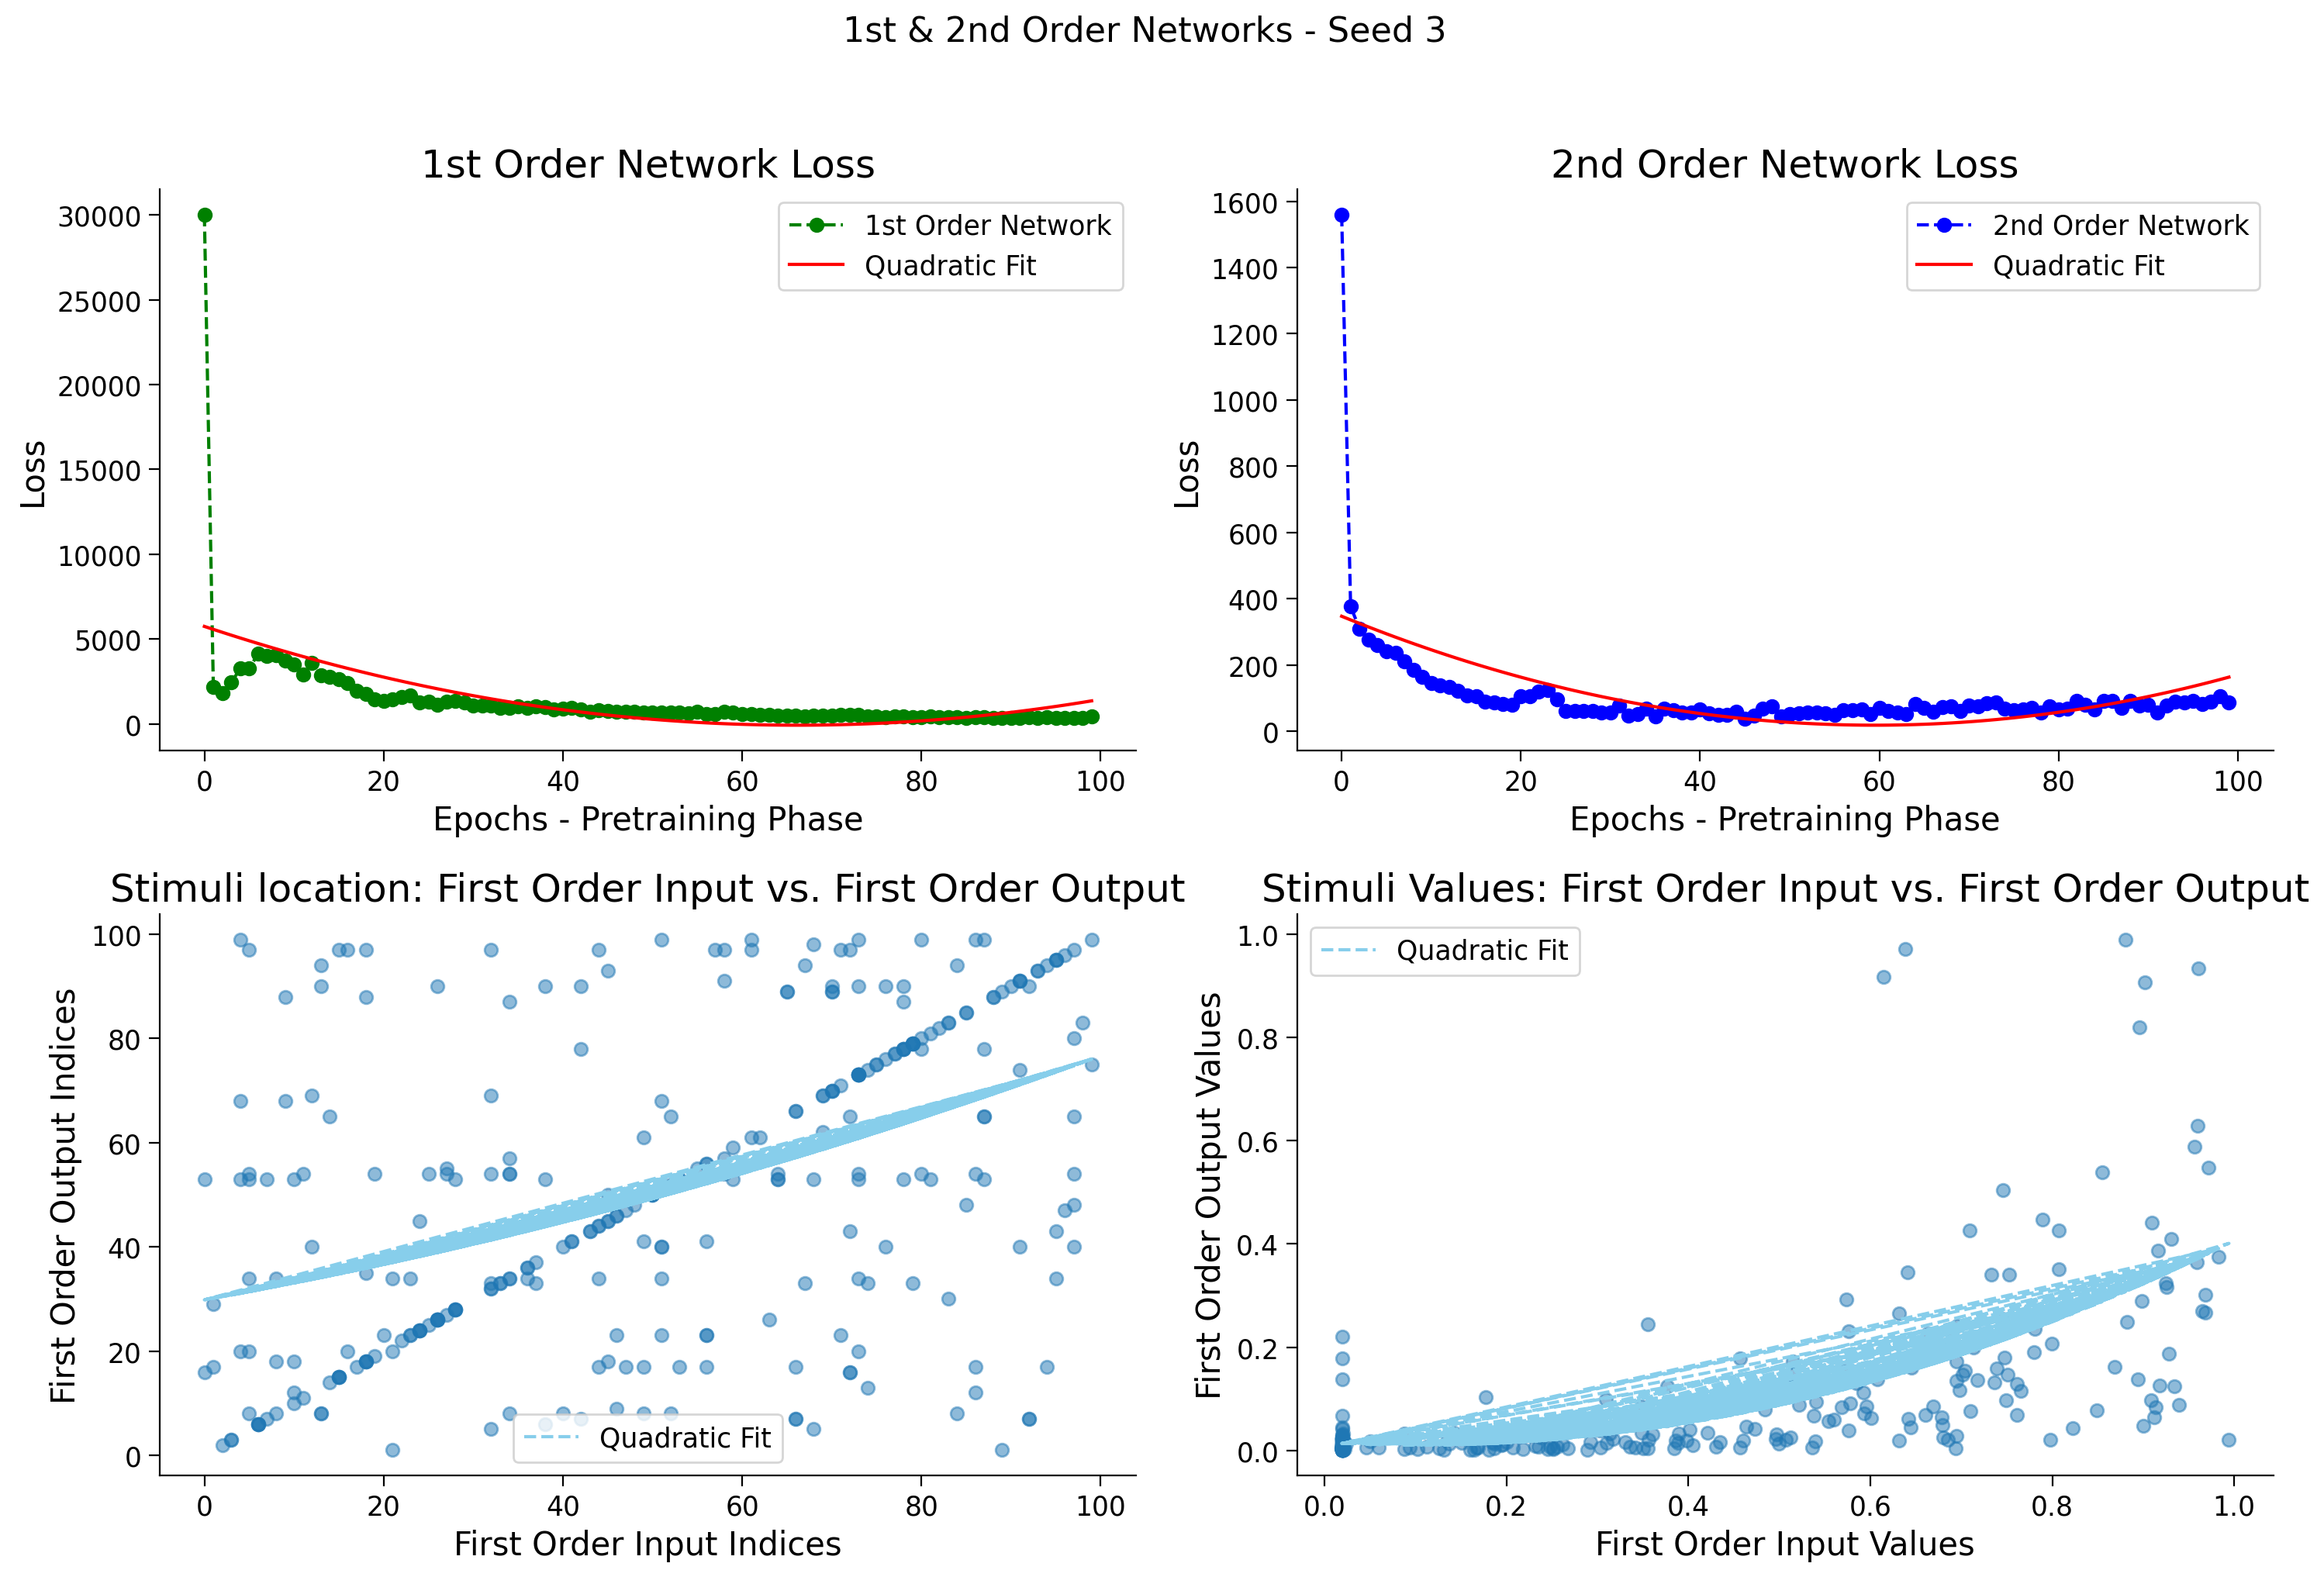 1st & 2nd Order Networks - Seed 3
1st Order Network Loss
30000
25000
20000
15000
10000
5000
0
Loss
1st Order Network
Quadratic Fit
0 20 40 60 80 100
Epochs - Pretraining Phase
2nd Order Network Loss
1600
1400
1200
1000
800
600
400
200
0
Loss
2nd Order Network
Quadratic Fit
0 20 40 60 80 100
Epochs - Pretraining Phase
Stimuli location: First Order Input vs. First Order Output
100
80
60
40
20
0
First Order Output Indices
Quadratic Fit
0 20 40 60 80 100
First Order Input Indices
Stimuli Values: First Order Input vs. First Order Output
1.0
0.8
0.6
0.4
0.2
0.0
First Order Output Values
Quadratic Fit
0.0 0.2 0.4 0.6 0.8 1.0
First Order Input Values